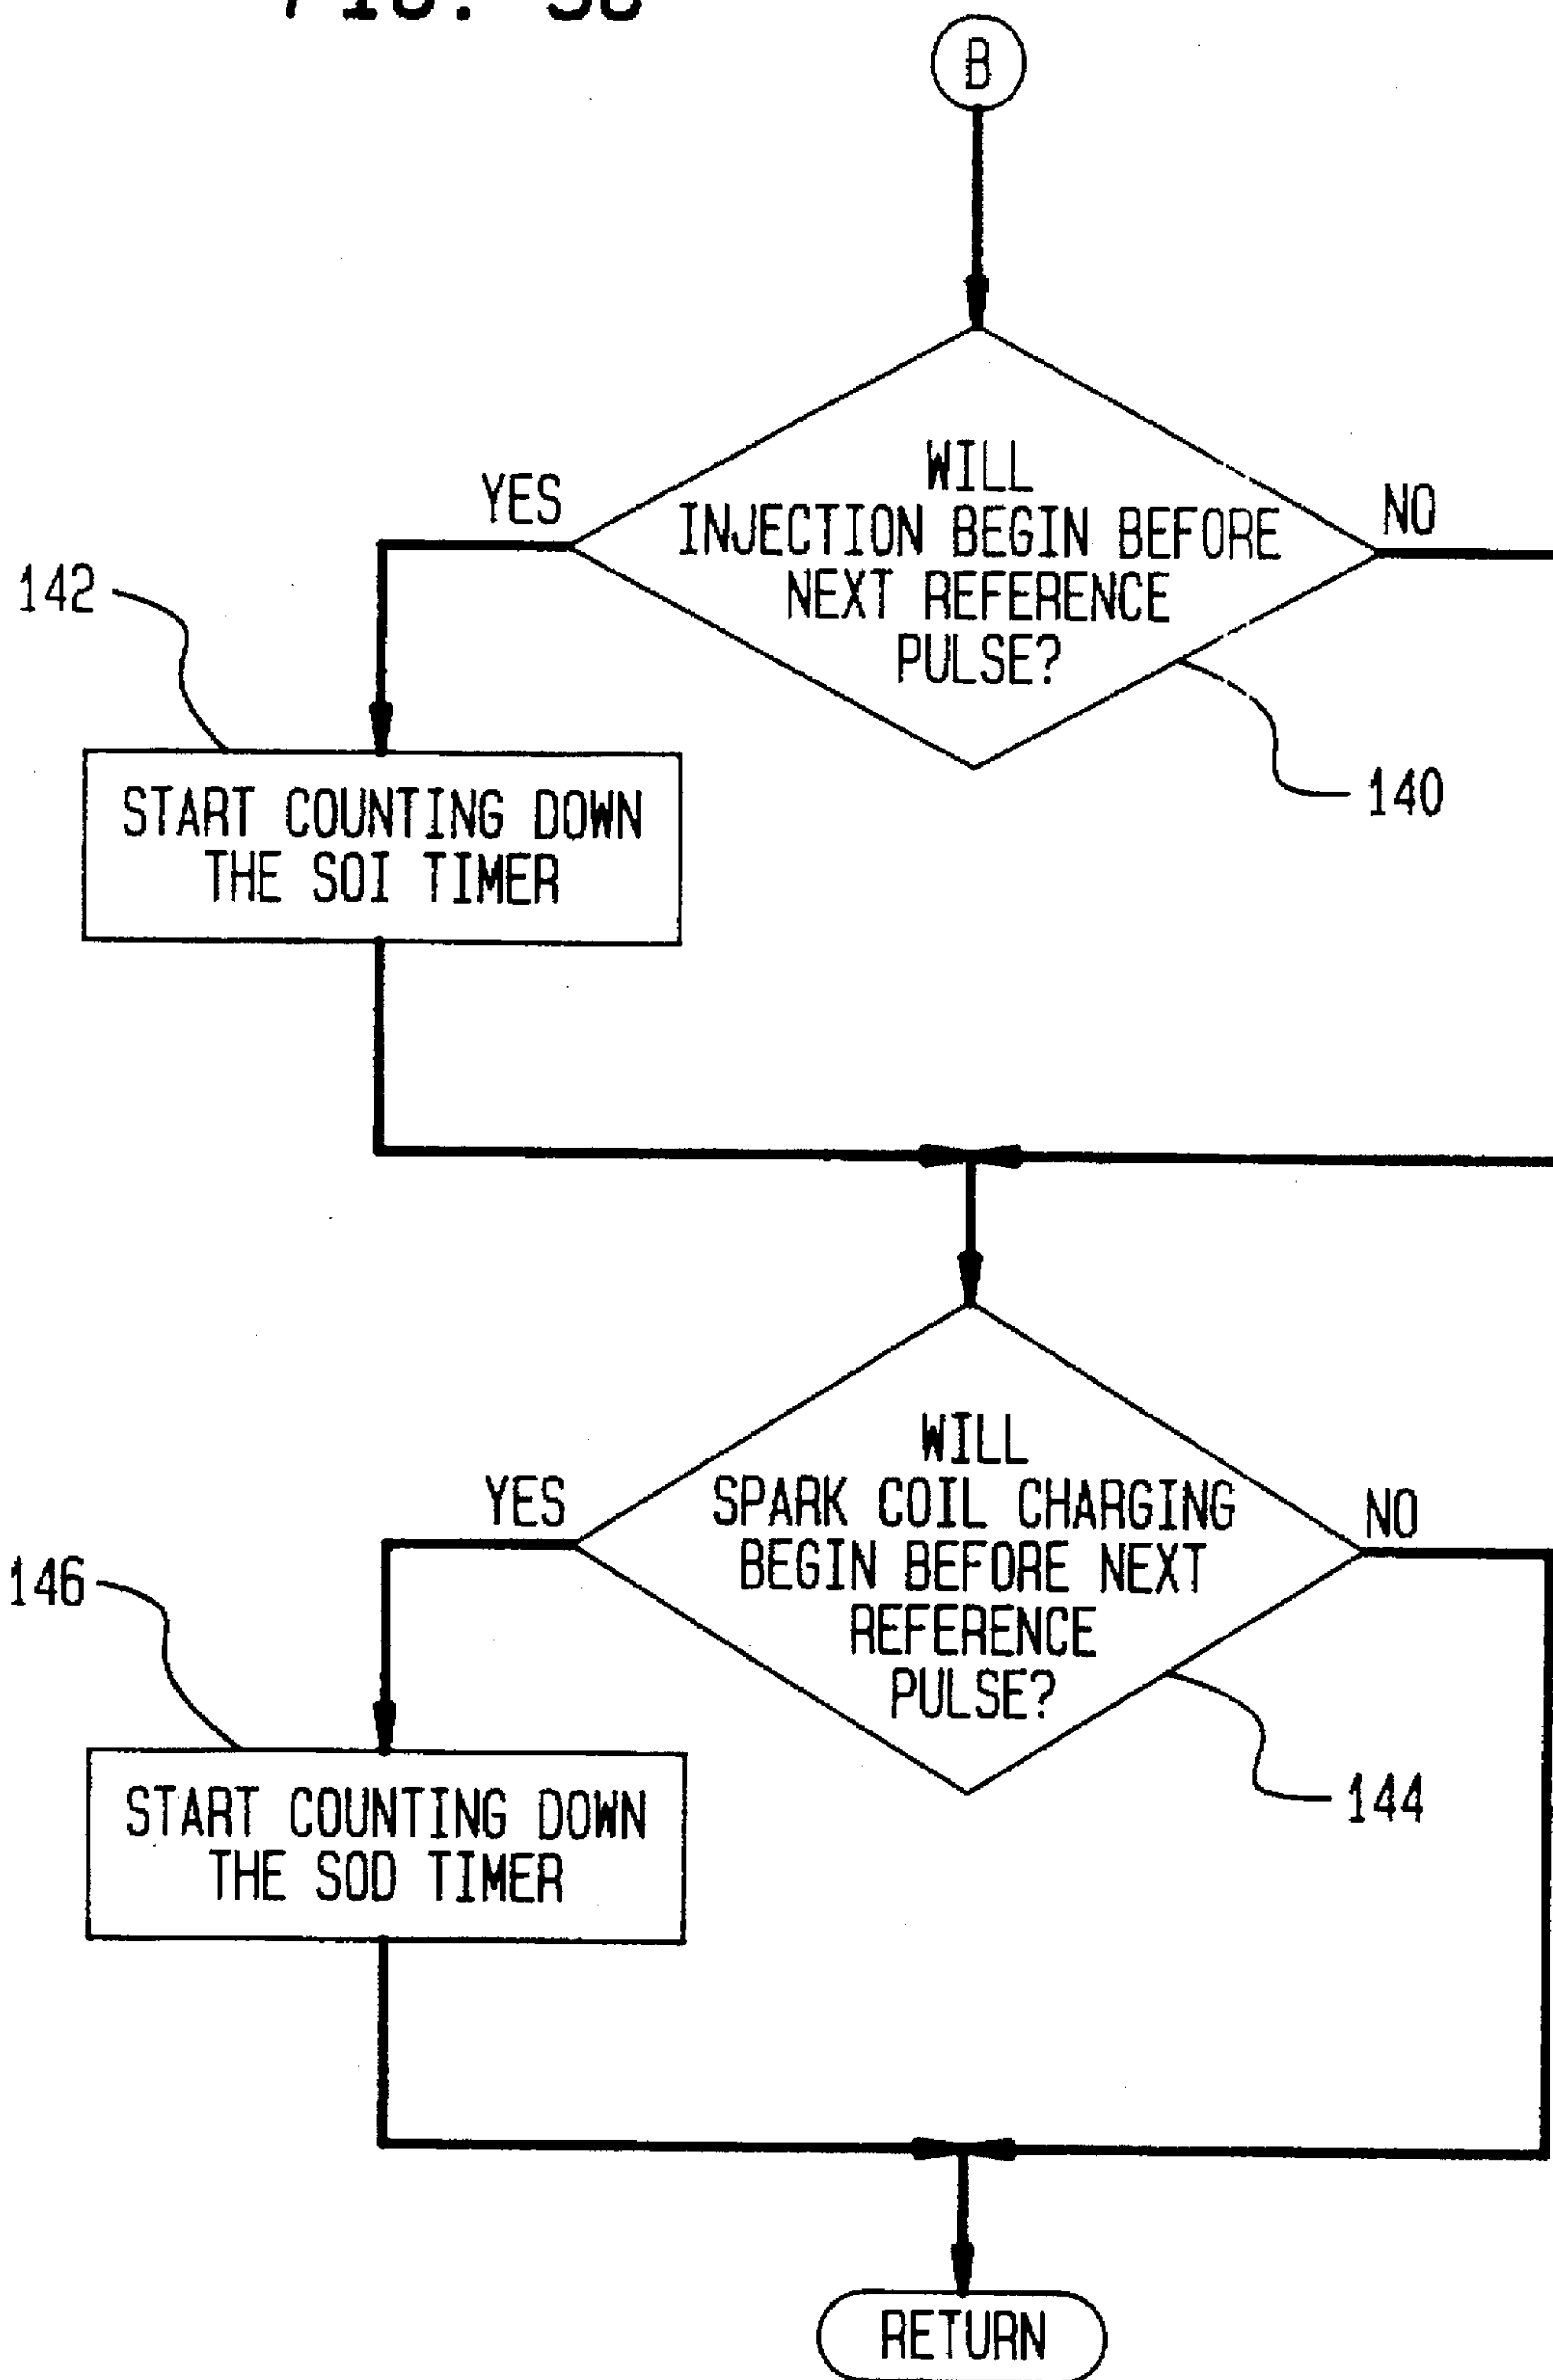 B
WILL
INJECTION BEGIN BEFORE
NEXT REFERENCE
PULSE?
YES
NO
142
140
START COUNTING DOWN
THE SOI TIMER
WILL
SPARK COIL CHARGING
BEGIN BEFORE NEXT
REFERENCE
PULSE?
YES
NO
146
144
START COUNTING DOWN
THE SOD TIMER
RETURN